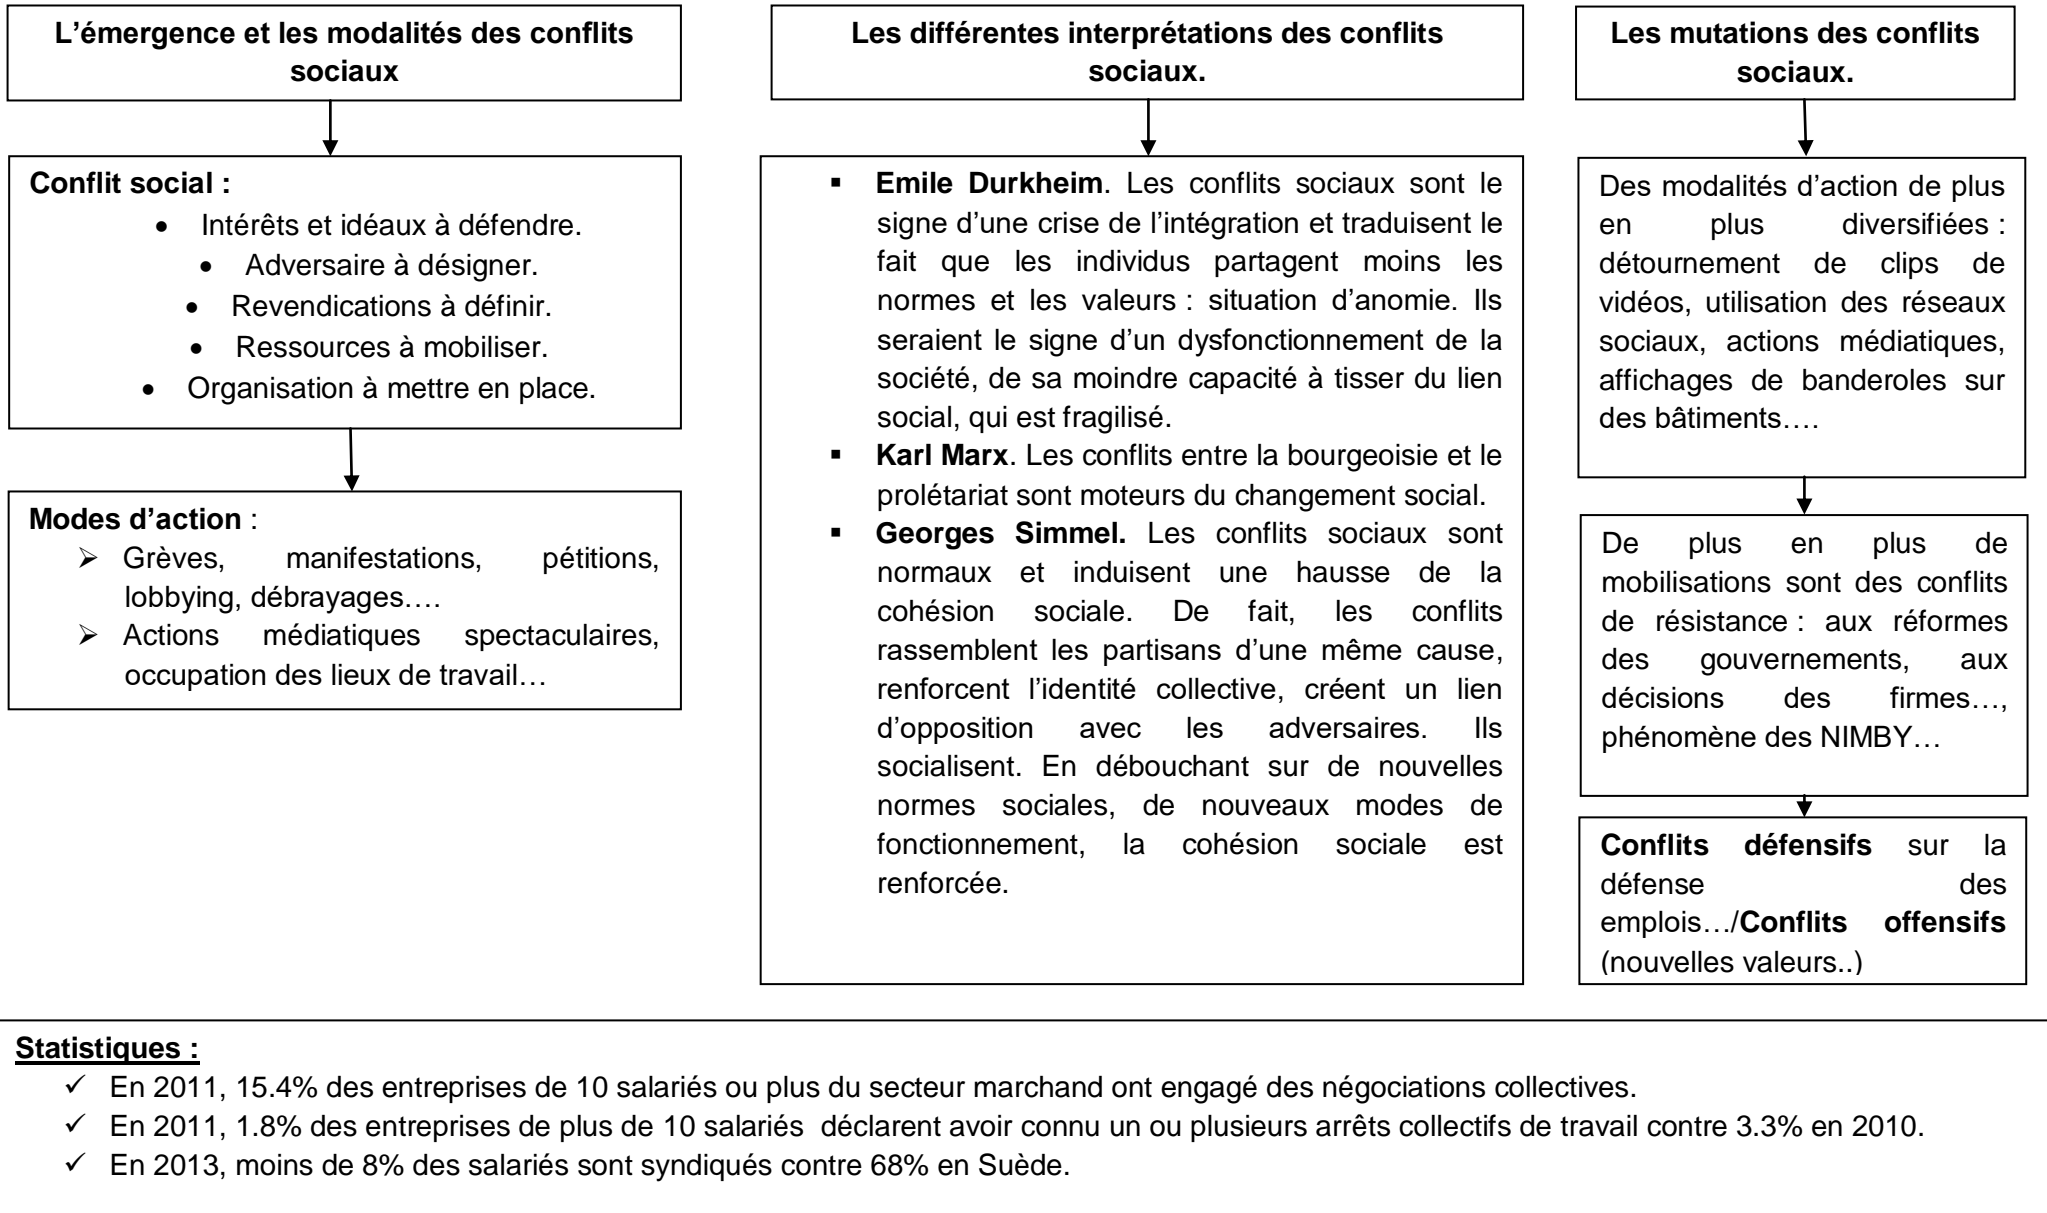 L’émergence et les modalités des conflits
sociaux
Conflit social :
• Intérêts et idéaux à défendre.
• Adversaire à désigner.
• Revendications à définir.
• Ressources à mobiliser.
• Organisation à mettre en place.
Modes d’action :
➢ Grèves, manifestations, pétitions,
lobbying, débrayages….
➢ Actions médiatiques spectaculaires,
occupation des lieux de travail…
Les différentes interprétations des conflits
sociaux.
▪ Emile Durkheim. Les conflits sociaux sont le
signe d’une crise de l’intégration et traduisent le
fait que les individus partagent moins les
normes et les valeurs : situation d’anomie. Ils
seraient le signe d’un dysfonctionnement de la
société, de sa moindre capacité à tisser du lien
social, qui est fragilisé.
▪ Karl Marx. Les conflits entre la bourgeoisie et le
prolétariat sont moteurs du changement social.
▪ Georges Simmel. Les conflits sociaux sont
normaux et induisent une hausse de la
cohésion sociale. De fait, les conflits
rassemblent les partisans d’une même cause,
renforcent l’identité collective, créent un lien
d’opposition avec les adversaires. Ils
socialisent. En débouchant sur de nouvelles
normes sociales, de nouveaux modes de
fonctionnement, la cohésion sociale est
renforcée.
Les mutations des conflits
sociaux.
Des modalités d’action de plus
en plus diversifiées :
détournement de clips de
vidéos, utilisation des réseaux
sociaux, actions médiatiques,
affichages de banderoles sur
des bâtiments….
De plus en plus de
mobilisations sont des conflits
de résistance : aux réformes
des gouvernements, aux
décisions des firmes…,
phénomène des NIMBY…
Conflits défensifs sur la
défense des
emplois…/Conflits offensifs
(nouvelles valeurs..)
Statistiques :
✓ En 2011, 15.4% des entreprises de 10 salariés ou plus du secteur marchand ont engagé des négociations collectives.
✓ En 2011, 1.8% des entreprises de plus de 10 salariés déclarent avoir connu un ou plusieurs arrêts collectifs de travail contre 3.3% en 2010.
✓ En 2013, moins de 8% des salariés sont syndiqués contre 68% en Suède.